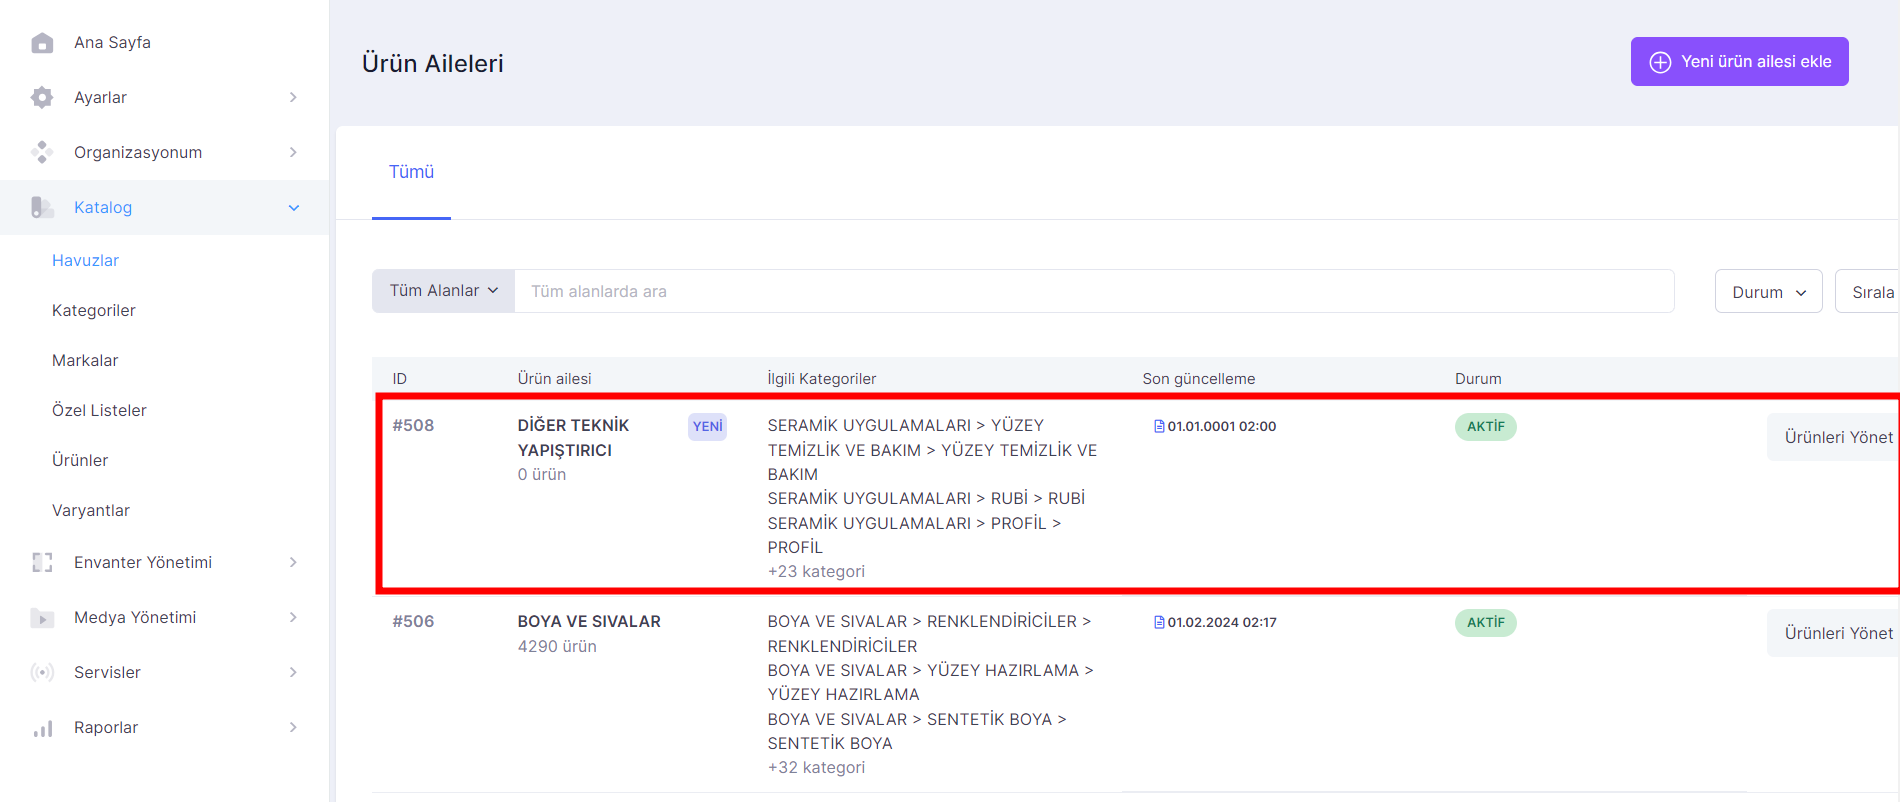 Ana Sayfa
Ayarlar
Organizasyonum
Katalog
Havuzlar
Kategoriler
Markalar
Özel Listeler
Ürünler
Varyantlar
Envanter Yönetimi
Medya Yönetimi
Servisler
Raporlar
Ürün Aileleri
Yeni ürün ailesi ekle
Tümü
Tüm Alanlar
Tüm alanlarda ara
Durum
Sırala
ID
Ürün ailesi
İlgili Kategoriler
Son güncelleme
Durum
#508
DİĞER TEKNİK
YAPIŞTIRICI
0 ürün
YENİ
SERAMİK UYGULAMALARI > YÜZEY
TEMİZLİK VE BAKIM > YÜZEY TEMİZLİK VE
BAKIM
SERAMİK UYGULAMALARI > RUBİ > RUBİ
SERAMİK UYGULAMALARI > PROFİL >
PROFİL
+23 kategori
01.01.0001 02:00
AKTİF
Ürünleri Yönet
#506
BOYA VE SIVALAR
4290 ürün
BOYA VE SIVALAR > RENKLENDİRİCİLER >
RENKLENDİRİCİLER
BOYA VE SIVALAR > YÜZEY HAZIRLAMA >
YÜZEY HAZIRLAMA
BOYA VE SIVALAR > SENTETİK BOYA >
SENTETİK BOYA
+32 kategori
01.02.2024 02:17
AKTİF
Ürünleri Yönet